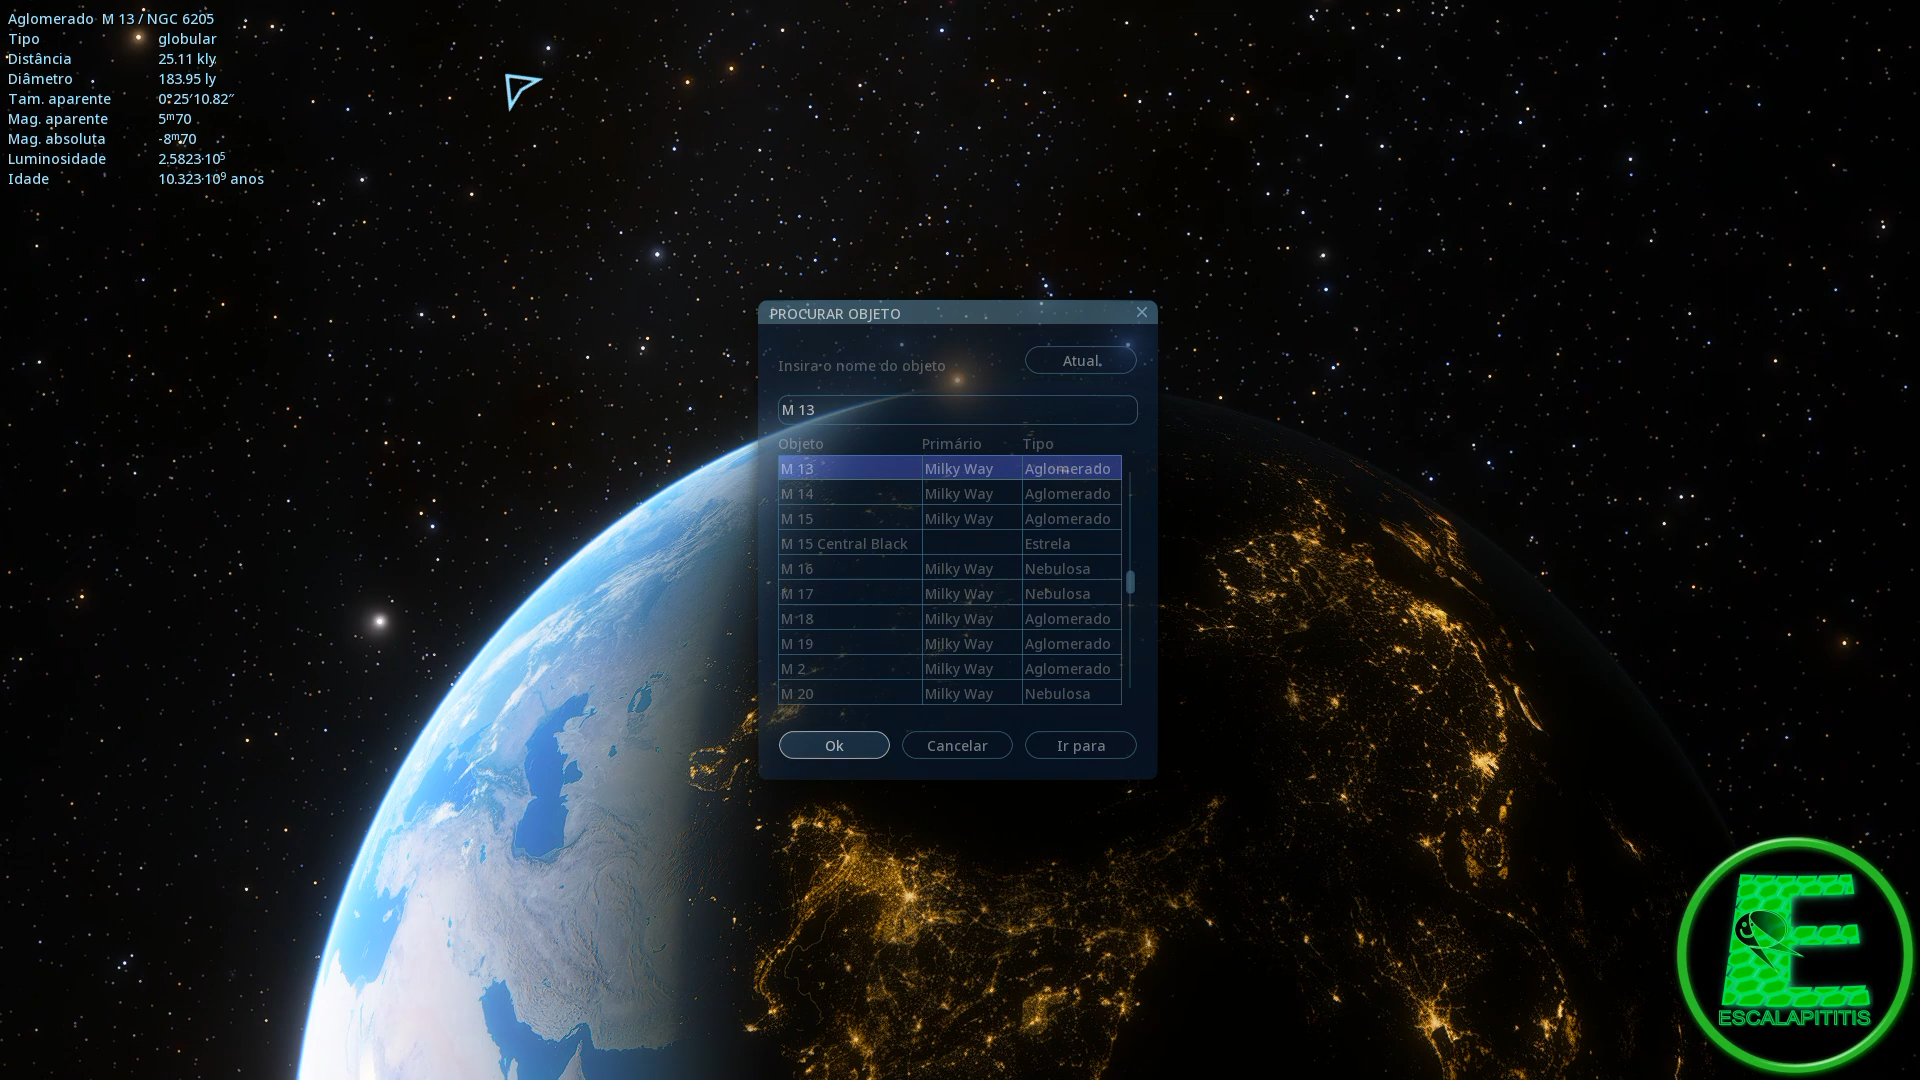 Aglomerado M 13 / NGC 6205
Tipo globular
Distância 25.11 kly
Diâmetro 183.95 ly
Tam. aparente 0°25′10.82″
Mag. aparente 5ᵐ70
Mag. absoluta -8ᵐ70
Luminosidade 2.5823·10⁵
Idade 10.323·10⁹ anos
PROCURAR OBJETO
Insira o nome do objeto
Atual
M 13
Objeto Primário Tipo
M 13 Milky Way Aglomerado
M 14 Milky Way Aglomerado
M 15 Milky Way Aglomerado
M 15 Central Black Estrela
M 16 Milky Way Nebulosa
M 17 Milky Way Nebulosa
M 18 Milky Way Aglomerado
M 19 Milky Way Aglomerado
M 2 Milky Way Aglomerado
M 20 Milky Way Nebulosa
Ok Cancelar Ir para
E
ESCALAPITITIS